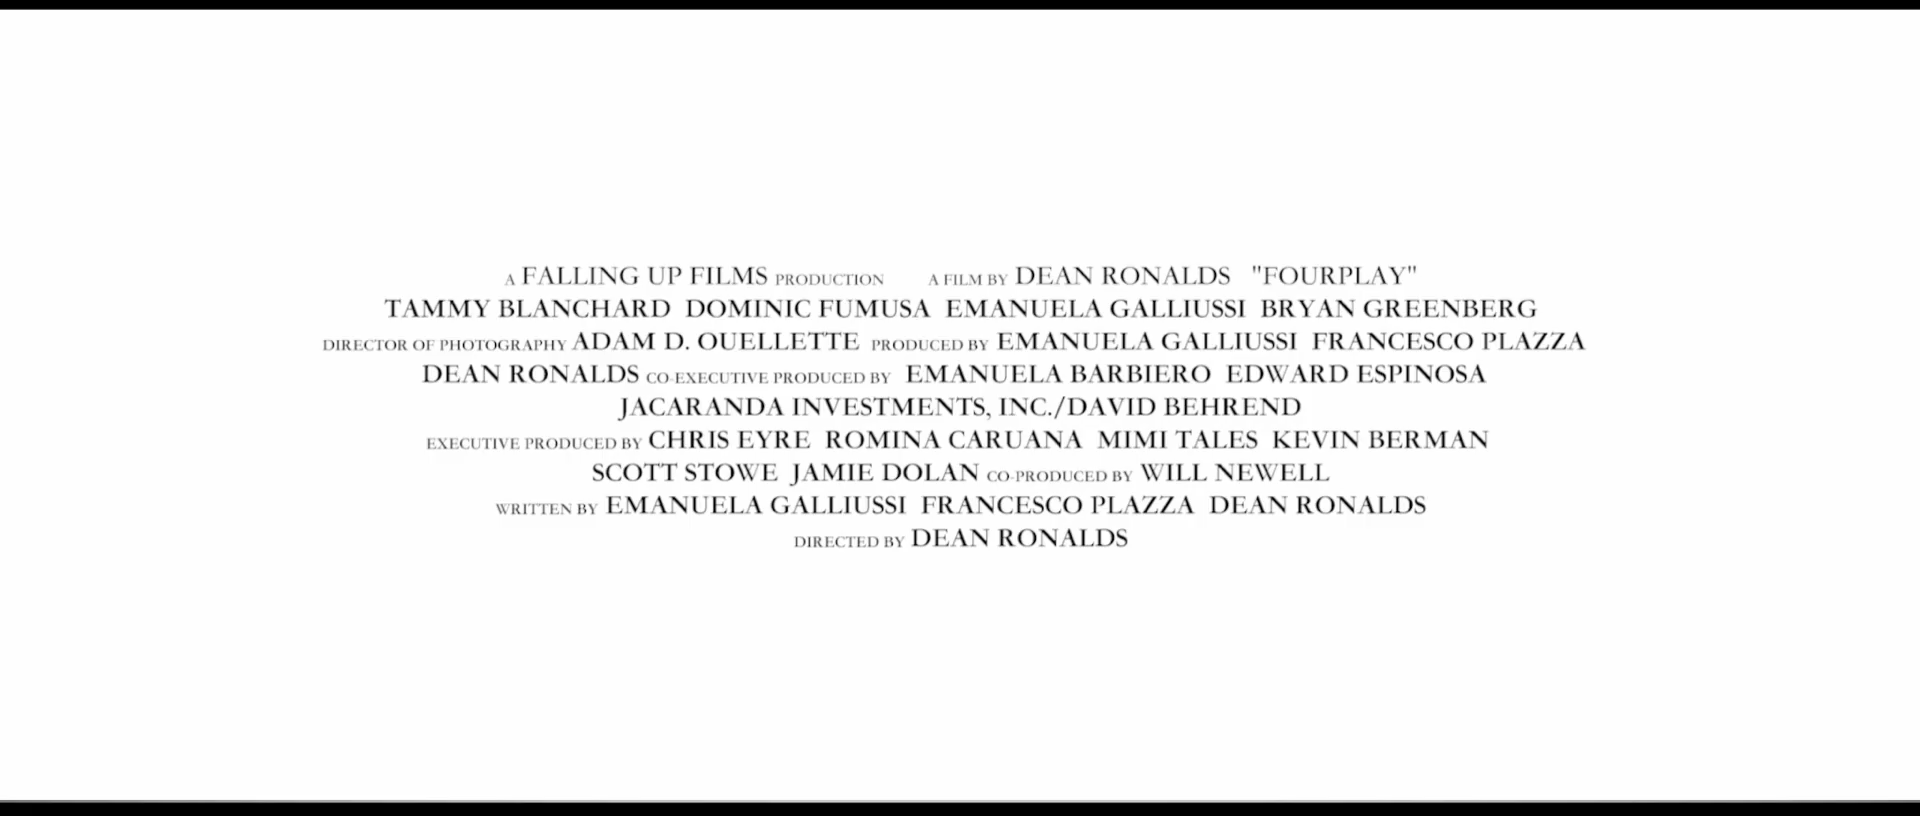 A FALLING UP FILMS PRODUCTION A FILM BY DEAN RONALDS "FOURPLAY"
TAMMY BLANCHARD DOMINIC FUMUSA EMANUELA GALLIUSSI BRYAN GREENBERG
DIRECTOR OF PHOTOGRAPHY ADAM D. OUELLETTE PRODUCED BY EMANUELA GALLIUSSI FRANCESCO PLAZZA
DEAN RONALDS CO-EXECUTIVE PRODUCED BY EMANUELA BARBIERO EDWARD ESPINOSA
JACARANDA INVESTMENTS, INC./DAVID BEHREND
EXECUTIVE PRODUCED BY CHRIS EYRE ROMINA CARUANA MIMI TALES KEVIN BERMAN
SCOTT STOWE JAMIE DOLAN CO-PRODUCED BY WILL NEWELL
WRITTEN BY EMANUELA GALLIUSSI FRANCESCO PLAZZA DEAN RONALDS
DIRECTED BY DEAN RONALDS